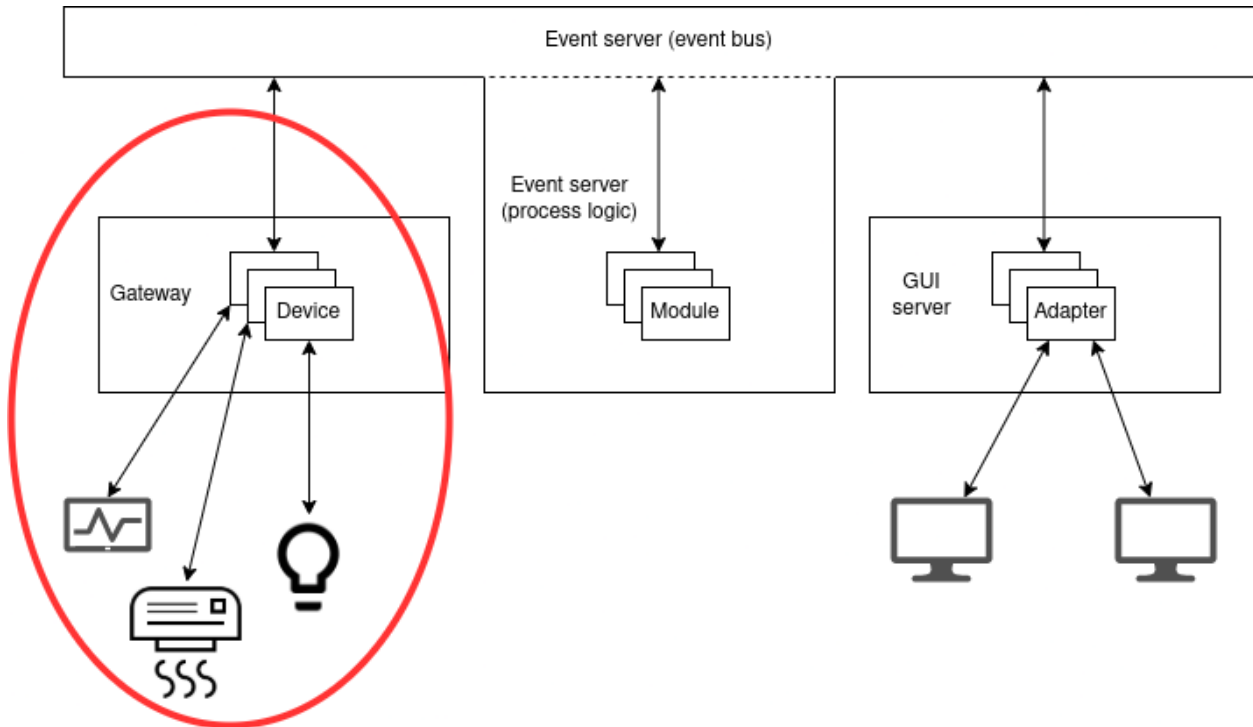 Event server (event bus)
Event server
(process logic)
Gateway
Device
Module
GUI
server
Adapter